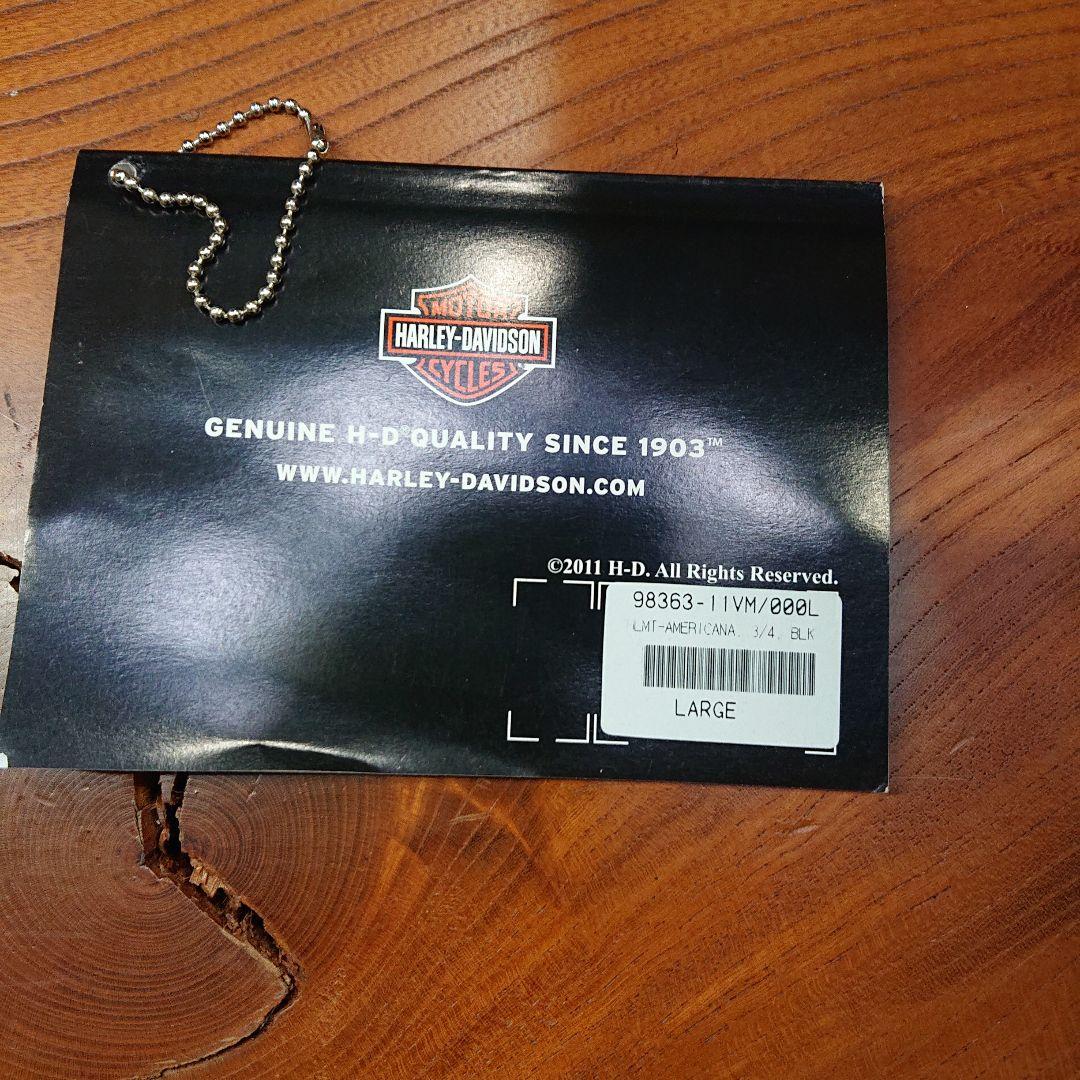 MOTOR
HARLEY-DAVIDSON
CYCLES
GENUINE H-D® QUALITY SINCE 1903™
WWW.HARLEY-DAVIDSON.COM
©2011 H-D. All Rights Reserved.
98363-11VM/000L
HLMT-AMERICANA, 3/4, BLK
LARGE